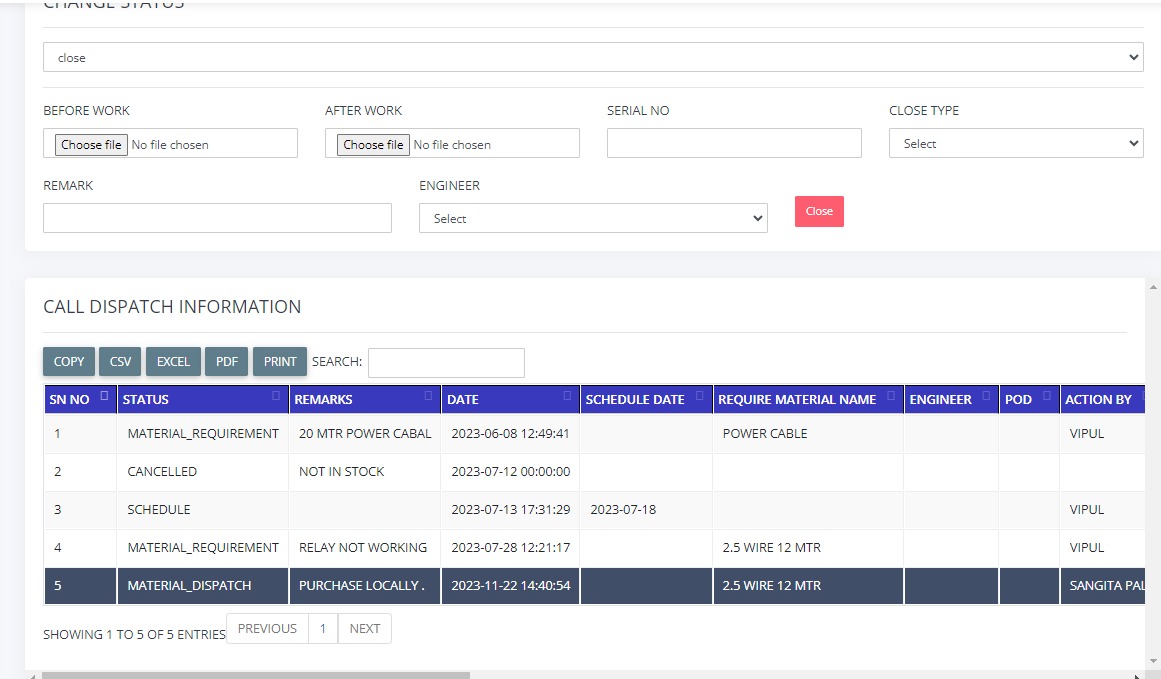 CHANGE STATUS
close
BEFORE WORK AFTER WORK SERIAL NO CLOSE TYPE
Choose file No file chosen Choose file No file chosen Select
REMARK ENGINEER
Select Close
CALL DISPATCH INFORMATION
COPY CSV EXCEL PDF PRINT SEARCH:
SN NO STATUS REMARKS DATE SCHEDULE DATE REQUIRE MATERIAL NAME ENGINEER POD ACTION BY
1 MATERIAL_REQUIREMENT 20 MTR POWER CABAL 2023-06-08 12:49:41 POWER CABLE VIPUL
2 CANCELLED NOT IN STOCK 2023-07-12 00:00:00
3 SCHEDULE 2023-07-13 17:31:29 2023-07-18 VIPUL
4 MATERIAL_REQUIREMENT RELAY NOT WORKING 2023-07-28 12:21:17 2.5 WIRE 12 MTR VIPUL
5 MATERIAL_DISPATCH PURCHASE LOCALLY . 2023-11-22 14:40:54 2.5 WIRE 12 MTR SANGITA PAL
SHOWING 1 TO 5 OF 5 ENTRIES PREVIOUS 1 NEXT